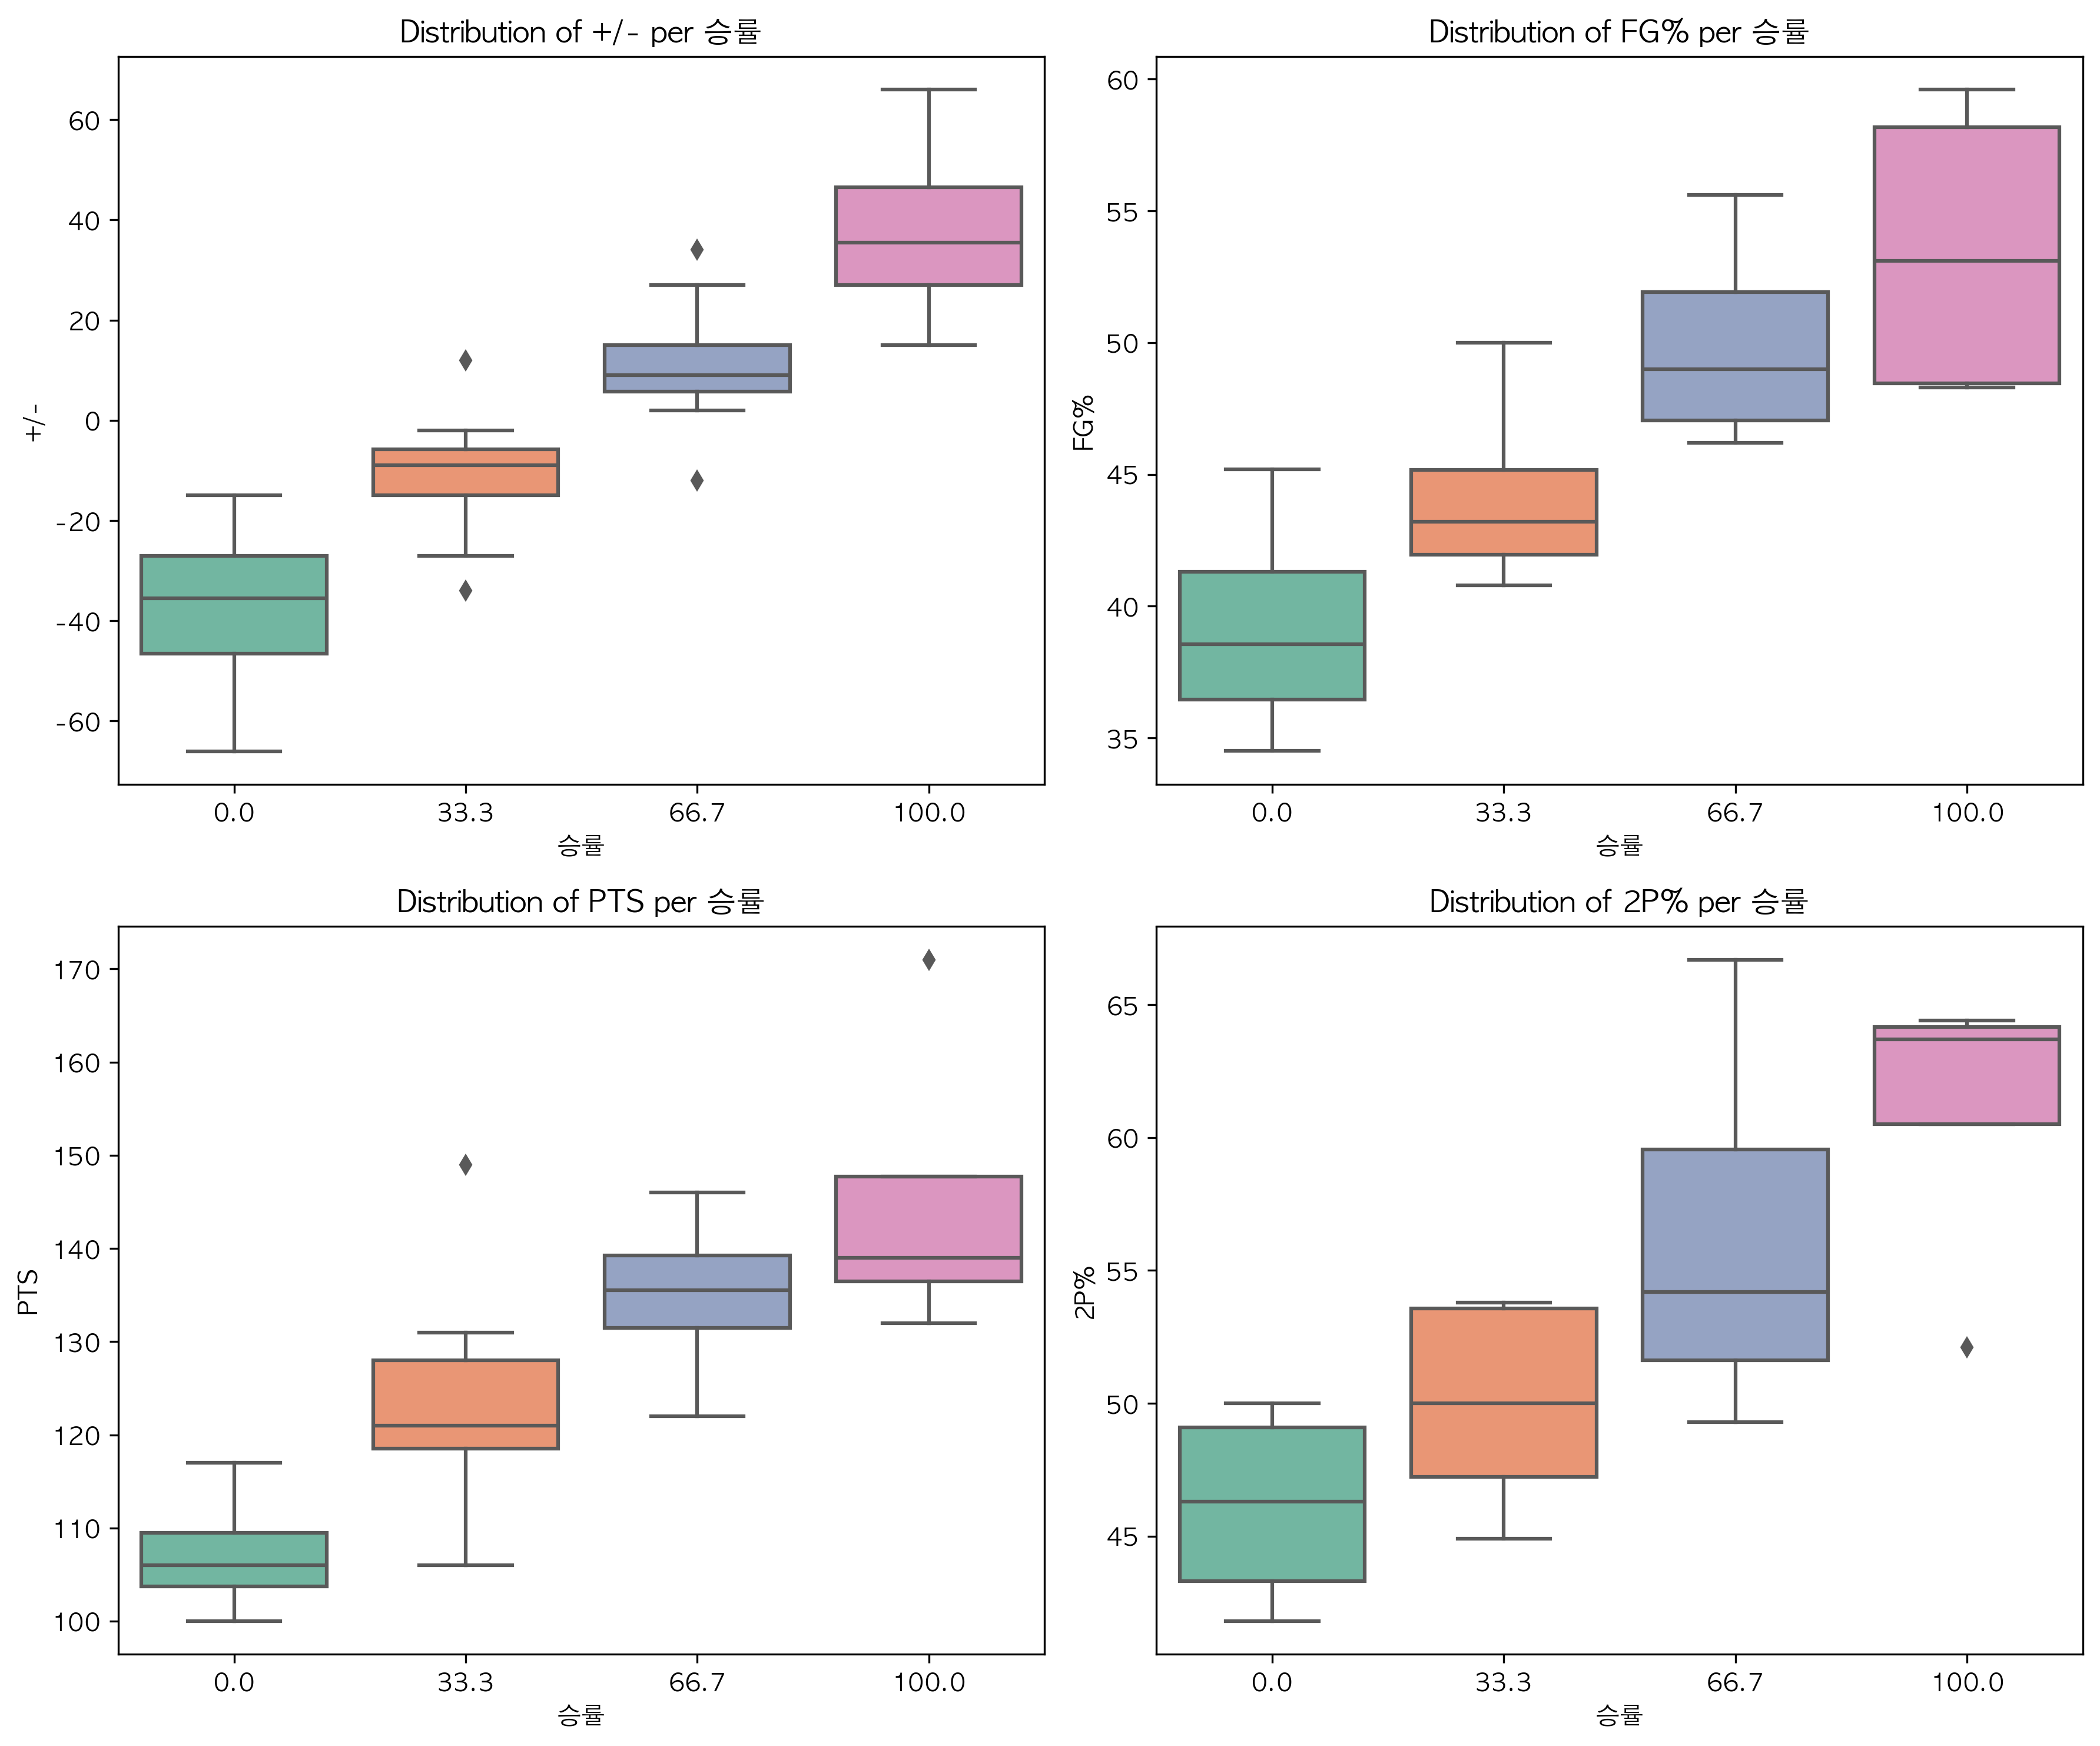 Distribution of +/- per 승률
60
40
20
0
-20
-40
-60
+/-
0.0 33.3 66.7 100.0
승률
Distribution of FG% per 승률
60
55
50
45
40
35
FG%
0.0 33.3 66.7 100.0
승률
Distribution of PTS per 승률
170
160
150
140
130
120
110
100
PTS
0.0 33.3 66.7 100.0
승률
Distribution of 2P% per 승률
65
60
55
50
45
2P%
0.0 33.3 66.7 100.0
승률